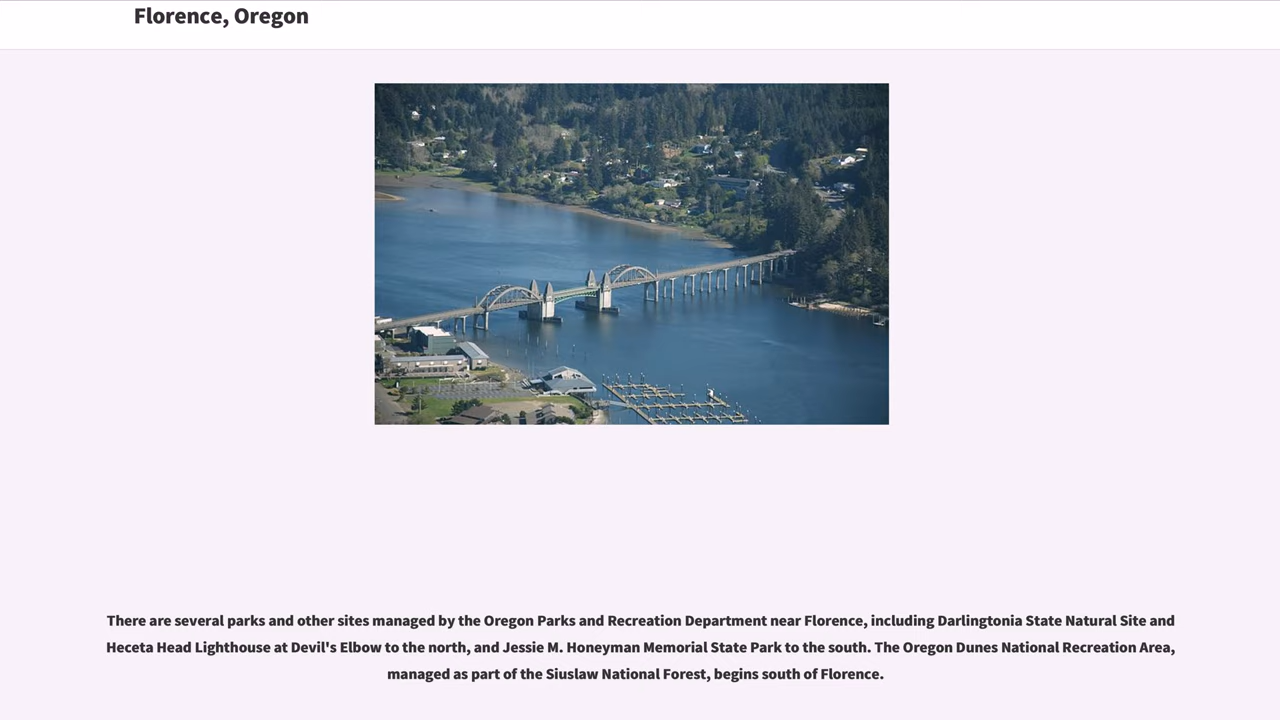 Florence, Oregon
There are several parks and other sites managed by the Oregon Parks and Recreation Department near Florence, including Darlingtonia State Natural Site and
Heceta Head Lighthouse at Devil's Elbow to the north, and Jessie M. Honeyman Memorial State Park to the south. The Oregon Dunes National Recreation Area,
managed as part of the Siuslaw National Forest, begins south of Florence.